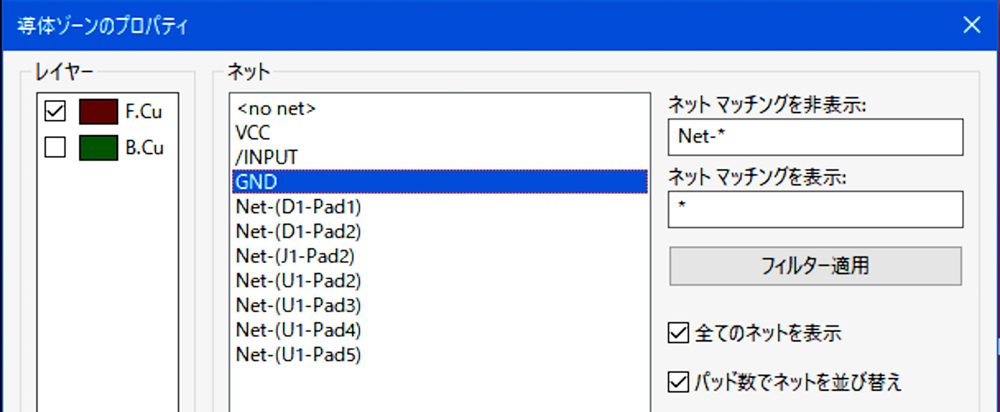 導体ゾーンのプロパティ
レイヤー
F.Cu
B.Cu
ネット
<no net>
VCC
/INPUT
GND
Net-(D1-Pad1)
Net-(D1-Pad2)
Net-(J1-Pad2)
Net-(U1-Pad2)
Net-(U1-Pad3)
Net-(U1-Pad4)
Net-(U1-Pad5)
ネット マッチングを非表示:
Net-*
ネット マッチングを表示:
*
フィルター適用
全てのネットを表示
パッド数でネットを並び替え